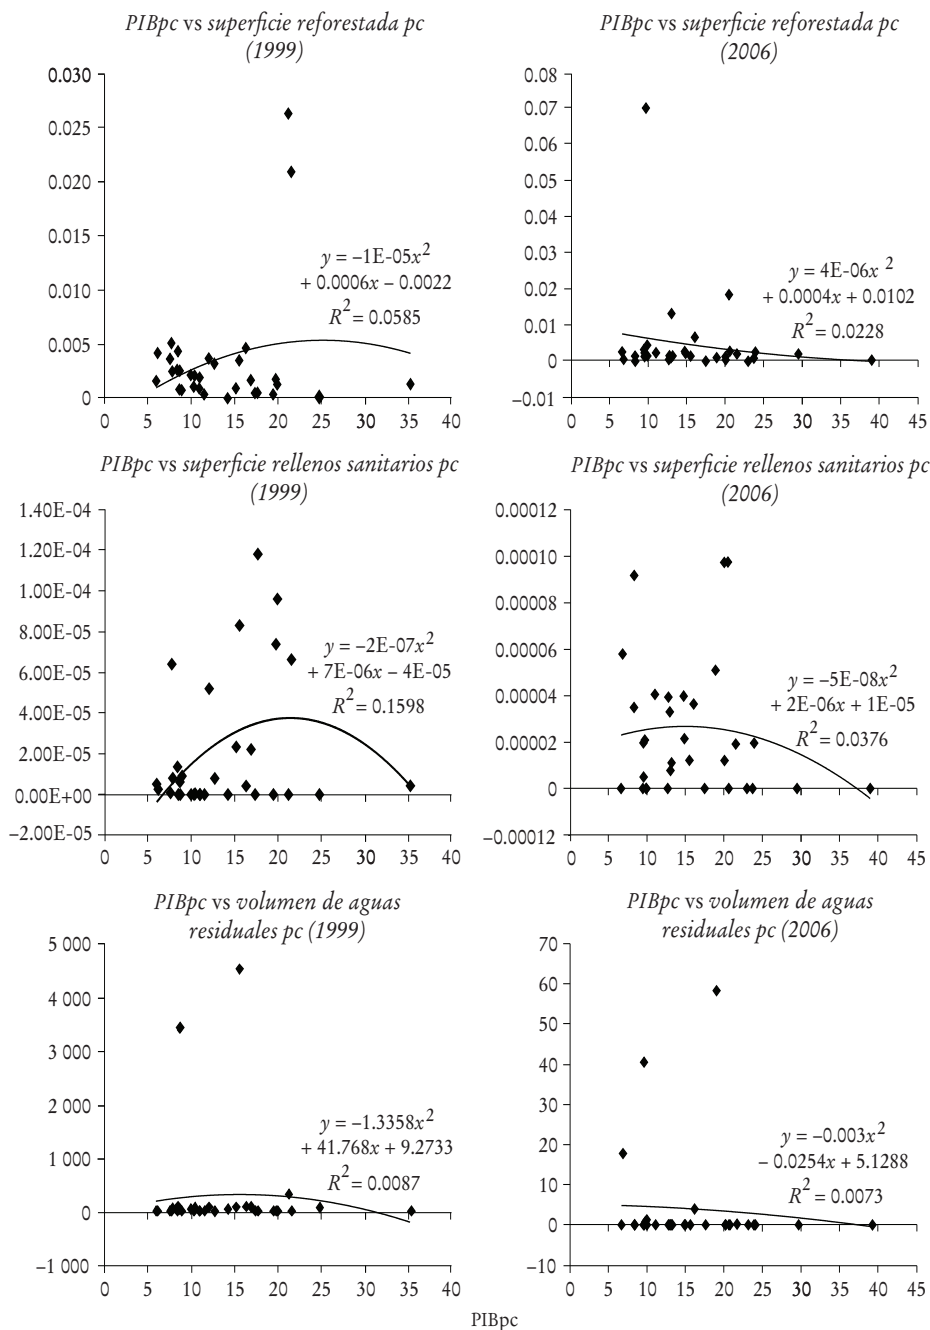 PIBpc vs superficie reforestada pc
(1999)
0.030
0.025
0.020
0.015
0.010
0.005
0
0 5 10 15 20 25 30 35 40
y = –1E-05x²
+ 0.0006x – 0.0022
R² = 0.0585
PIBpc vs superficie reforestada pc
(2006)
0.08
0.07
0.06
0.05
0.04
0.03
0.02
0.01
0
–0.01
0 5 10 15 20 25 30 35 40 45
y = 4E-06x ²
+ 0.0004x + 0.0102
R² = 0.0228
PIBpc vs superficie rellenos sanitarios pc
(1999)
1.40E-04
1.20E-04
1.00E-04
8.00E-05
6.00E-05
4.00E-05
2.00E-05
0.00E+00
–2.00E-05
0 5 10 15 20 25 30 35 40
y = –2E-07x²
+ 7E-06x – 4E-05
R² = 0.1598
PIBpc vs superficie rellenos sanitarios pc
(2006)
0.00012
0.00010
0.00008
0.00006
0.00004
0.00002
0
–0.00012
0 5 10 15 20 25 30 35 40 45
y = –5E-08x²
+ 2E-06x + 1E-05
R² = 0.0376
PIBpc vs volumen de aguas
residuales pc (1999)
5 000
4 000
3 000
2 000
1 000
0
–1 000
0 5 10 15 20 25 30 35 40
y = –1.3358x²
+ 41.768x + 9.2733
R² = 0.0087
PIBpc vs volumen de aguas
residuales pc (2006)
70
60
50
40
30
20
10
0
–10
0 5 10 15 20 25 30 35 40 45
y = –0.003x²
– 0.0254x + 5.1288
R² = 0.0073
PIBpc